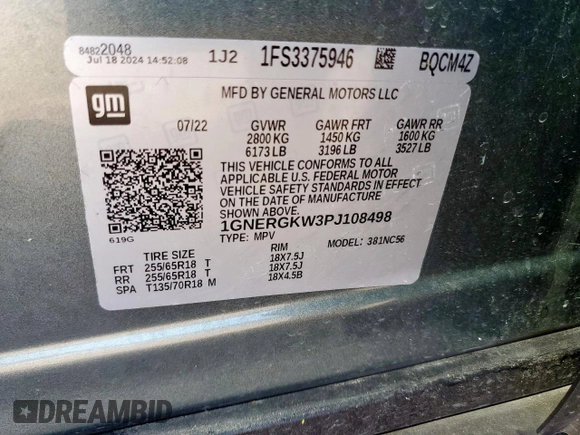 84822048
Jul 18 2024 14:52:08
1J2 1FS3375946 BQCM4Z
gm
MFD BY GENERAL MOTORS LLC
07/22 GVWR GAWR FRT GAWR RR
2800 KG 1450 KG 1600 KG
6173 LB 3196 LB 3527 LB
THIS VEHICLE CONFORMS TO ALL
APPLICABLE U.S. FEDERAL MOTOR
VEHICLE SAFETY STANDARDS IN EFFECT
ON THE DATE OF MANUFACTURE
SHOWN ABOVE.
1GNERGKW3PJ108498
619G
TYPE: MPV MODEL: 381NC56
TIRE SIZE RIM
FRT 255/65R18 T 18X7.5J
RR 255/65R18 T 18X7.5J
SPA T135/70R18 M 18X4.5B
DREAMBID